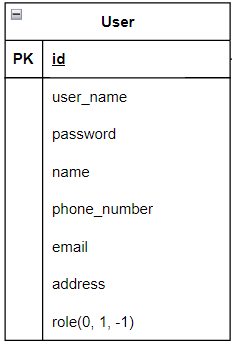 User
PK id
user_name
password
name
phone_number
email
address
role(0, 1, -1)